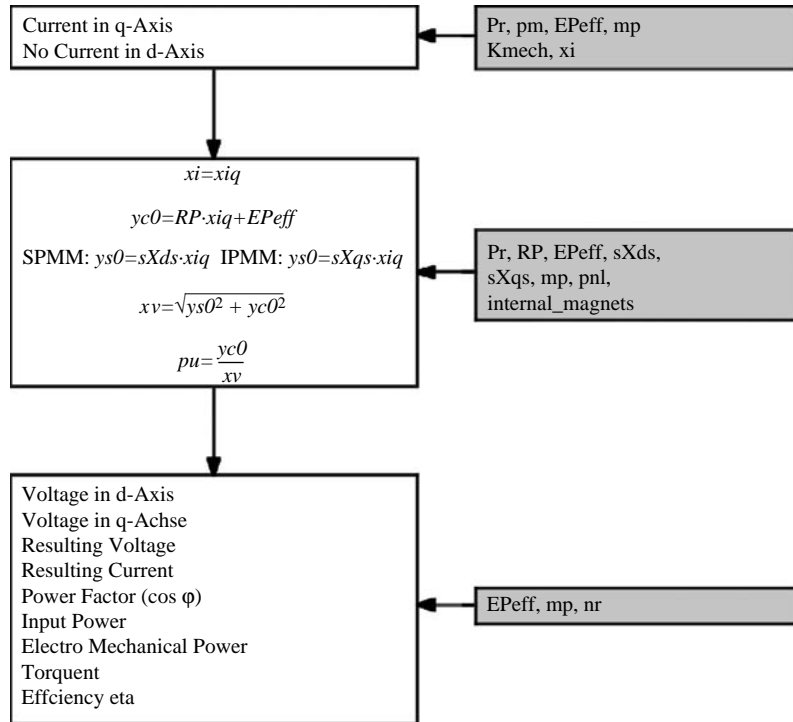 Current in q-Axis
No Current in d-Axis
Pr, pm, EPeff, mp
Kmech, xi
xi=xiq
yc0=RP·xiq+EPeff
SPMM: ys0=sXds·xiq IPMM: ys0=sXqs·xiq
xv=√ys0² + yc0²
pu=yc0/xv
Pr, RP, EPeff, sXds,
sXqs, mp, pnl,
internal_magnets
Voltage in d-Axis
Voltage in q-Achse
Resulting Voltage
Resulting Current
Power Factor (cos φ)
Input Power
Electro Mechanical Power
Torquent
Effciency eta
EPeff, mp, nr